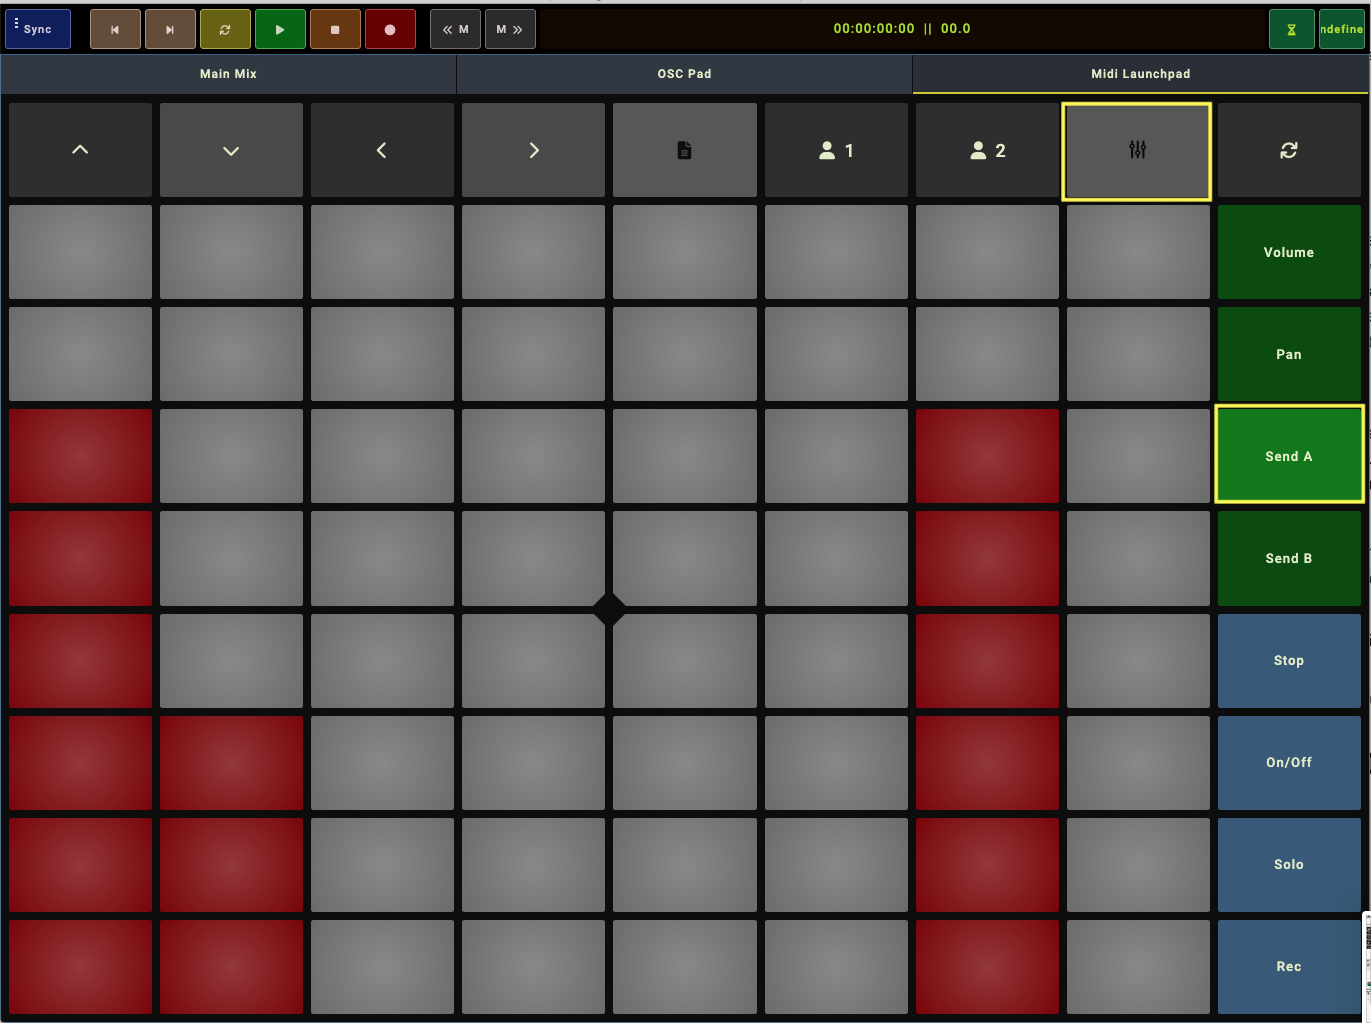 Sync
M
M
00:00:00:00 || 00.0
ndefine
Main Mix
OSC Pad
Midi Launchpad
1
2
Volume
Pan
Send A
Send B
Stop
On/Off
Solo
Rec